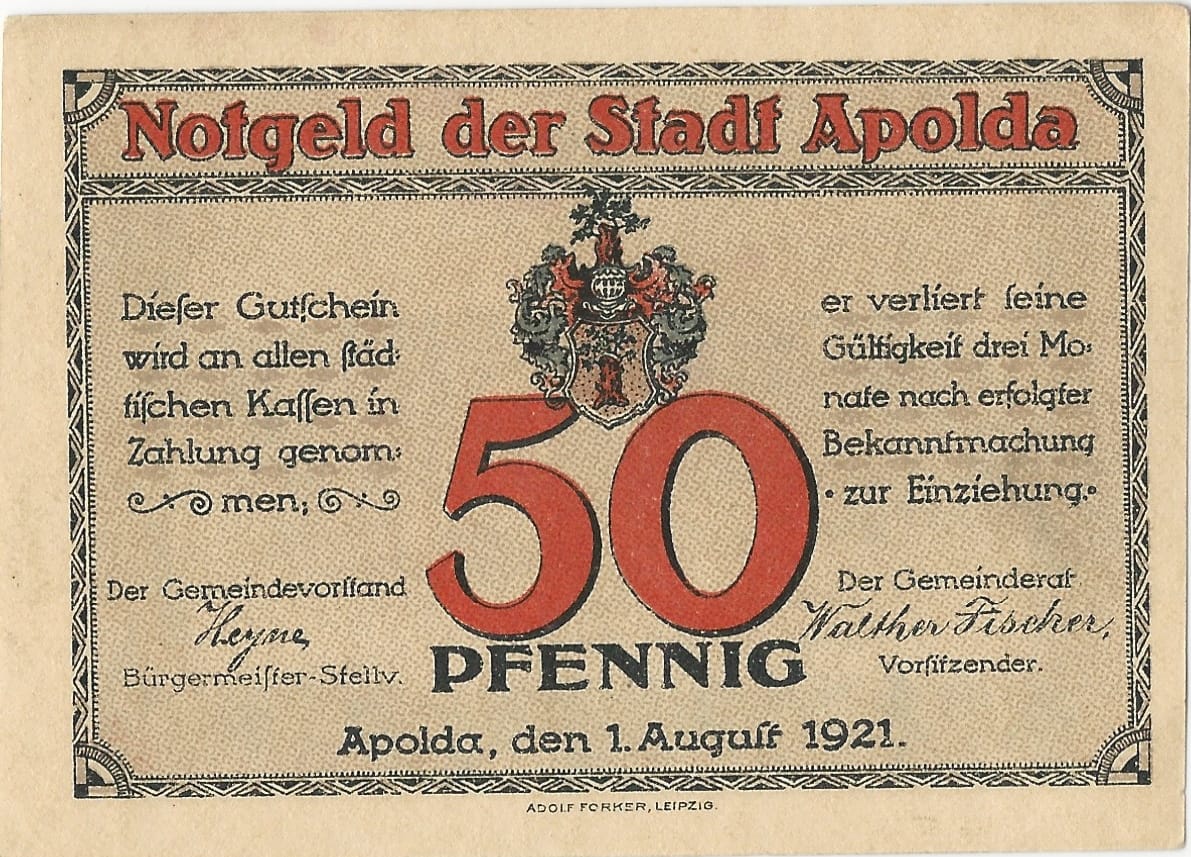 Notgeld der Stadt Apolda
Dieſer Gutſchein
wird an allen ſtäd:
tiſchen Kaſſen in
Zahlung genom:
men;
er verliert ſeine
Gültigkeit drei Mo:
nate nach erfolgter
Bekanntmachung
zur Einziehung.
50
PFENNIG
Der Gemeindevorſtand
Heyne
Bürgermeiſter-Stellv.
Der Gemeinderat
Walther Fischer,
Vorſitzender.
Apolda, den 1. Auguſt 1921.
ADOLF FORKER, LEIPZIG.